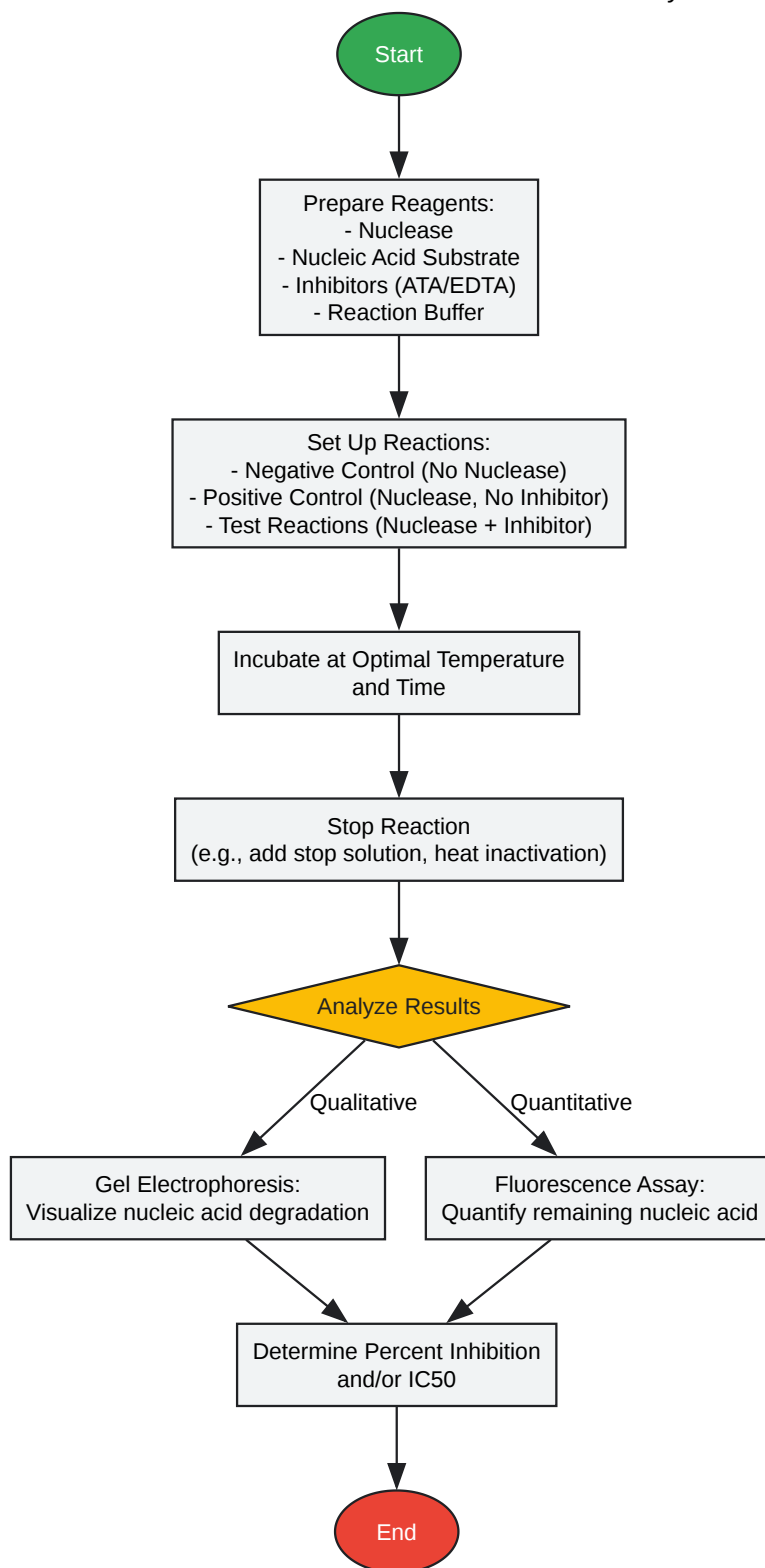 Start
Prepare Reagents:
- Nuclease
- Nucleic Acid Substrate
- Inhibitors (ATA/EDTA)
- Reaction Buffer
Set Up Reactions:
- Negative Control (No Nuclease)
- Positive Control (Nuclease, No Inhibitor)
- Test Reactions (Nuclease + Inhibitor)
Incubate at Optimal Temperature
and Time
Stop Reaction
(e.g., add stop solution, heat inactivation)
Analyze Results
Qualitative
Quantitative
Gel Electrophoresis:
Visualize nucleic acid degradation
Fluorescence Assay:
Quantify remaining nucleic acid
Determine Percent Inhibition
and/or IC50
End